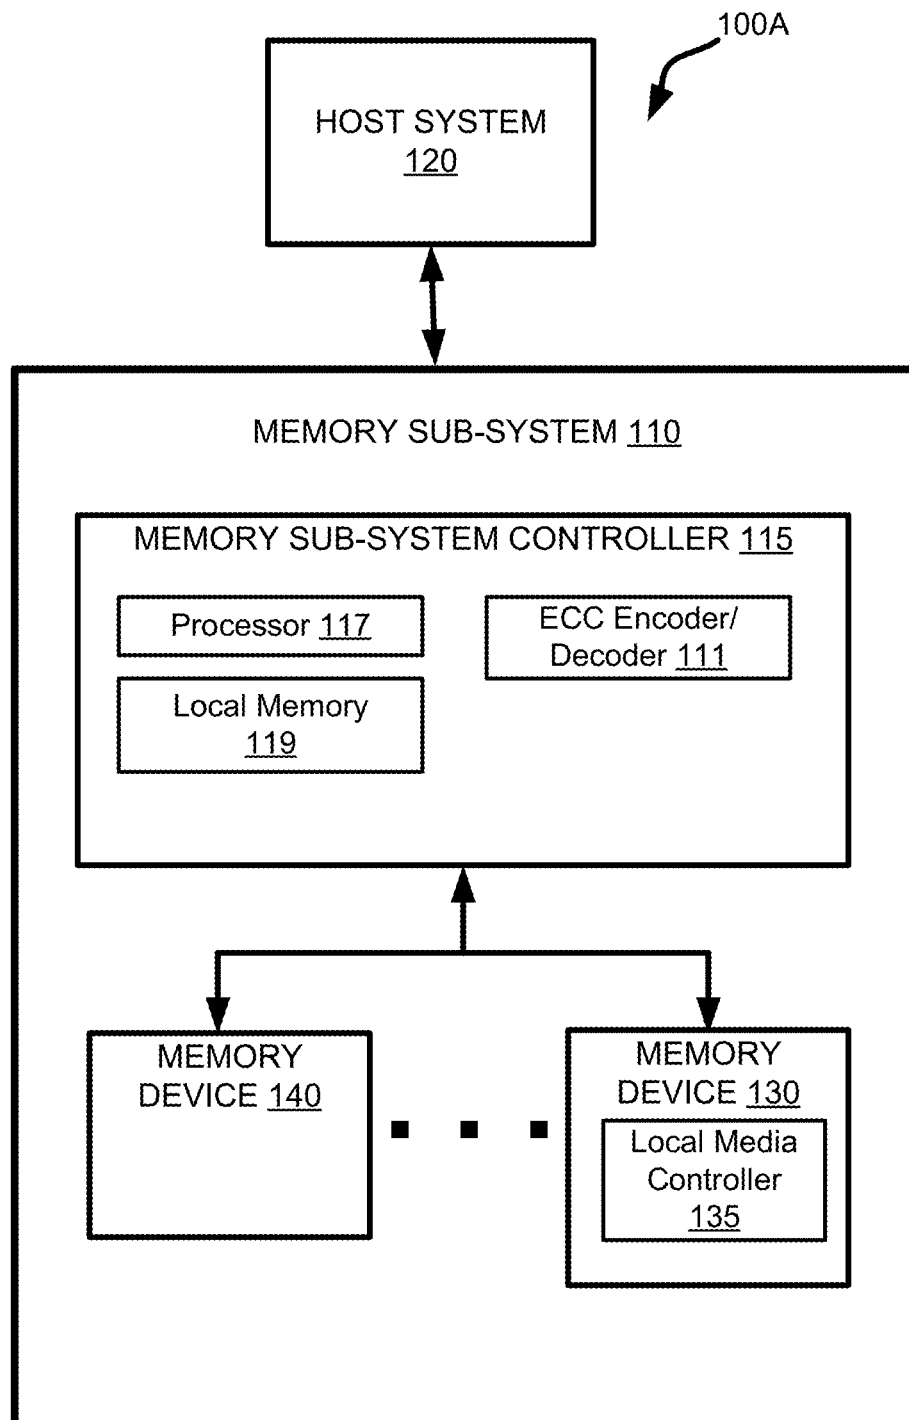 100A
HOST SYSTEM
120
MEMORY SUB-SYSTEM 110
MEMORY SUB-SYSTEM CONTROLLER 115
Processor 117
ECC Encoder/
Decoder 111
Local Memory
119
MEMORY
DEVICE 140
MEMORY
DEVICE 130
Local Media
Controller
135